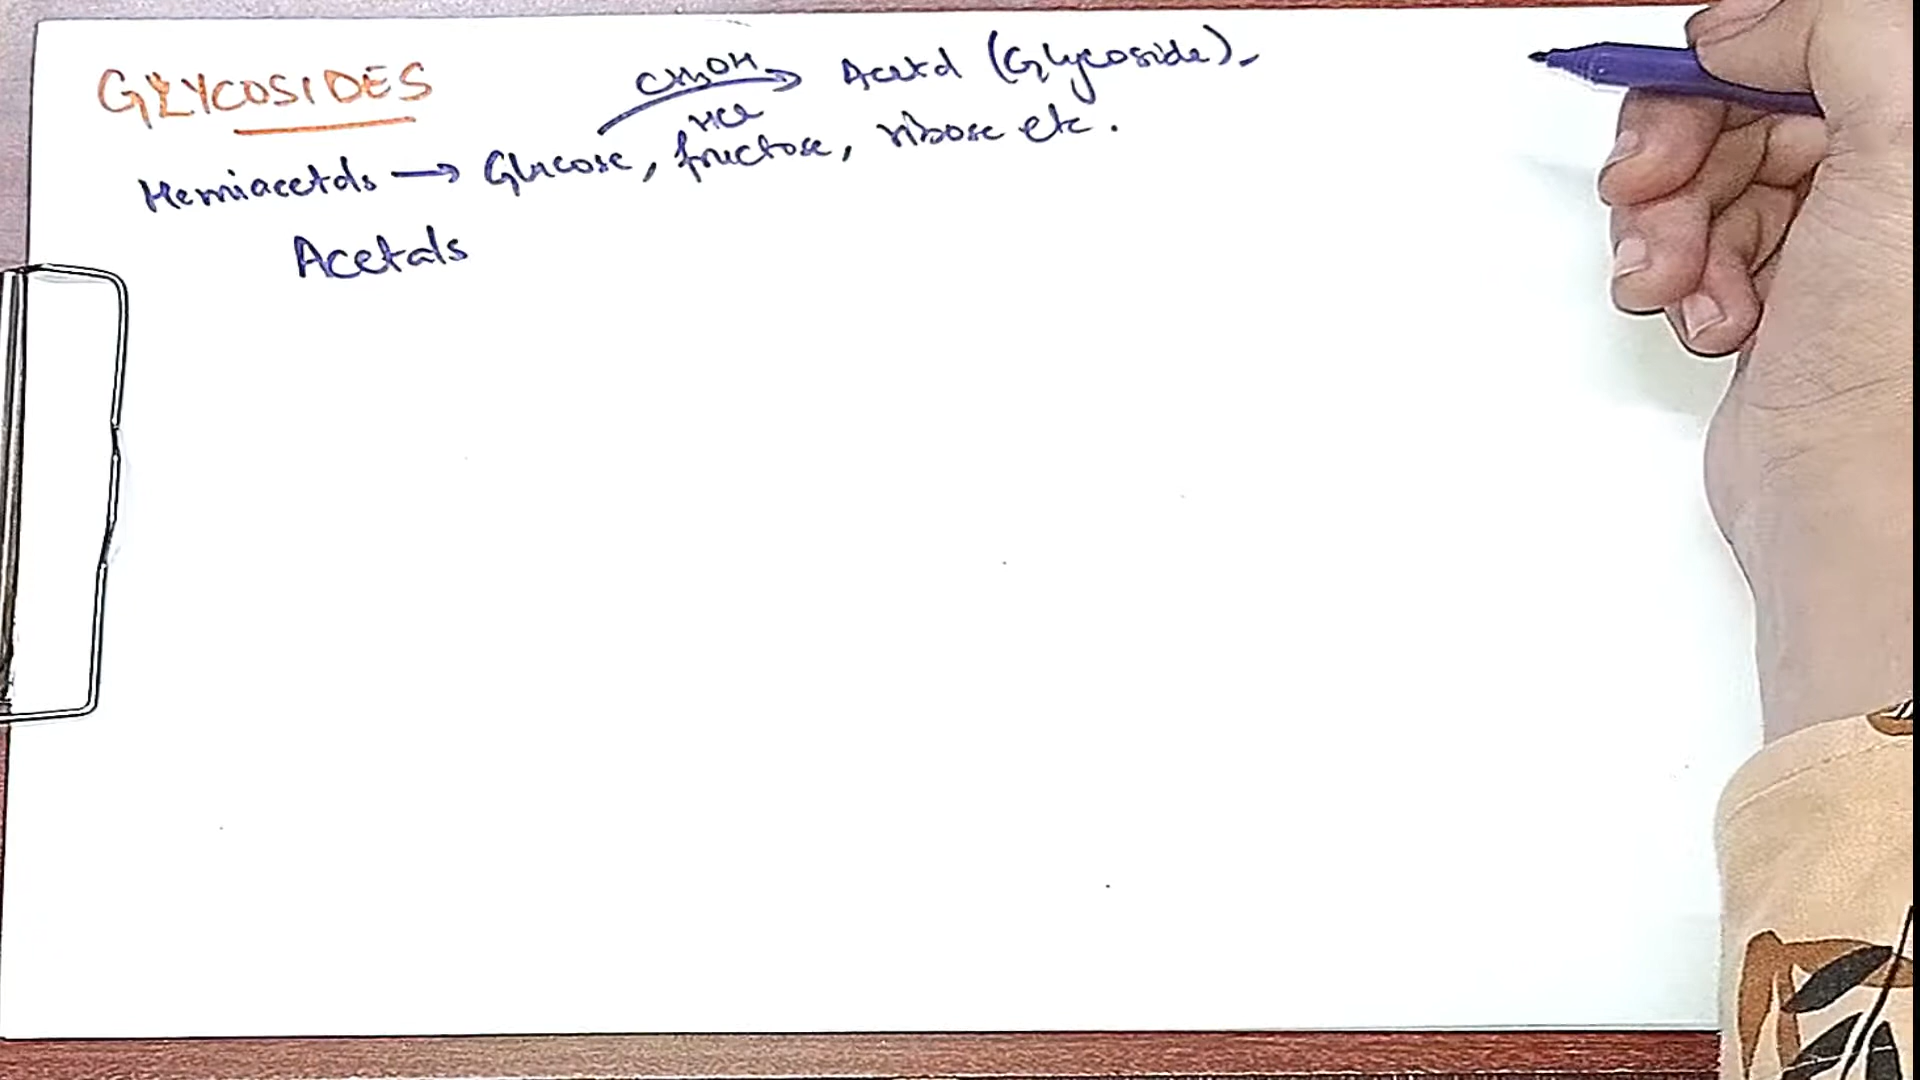 GLYCOSIDES
CH3OH Acetal (Glycoside).
HCl
Hemiacetals → Glucose, fructose, ribose etc.
Acetals